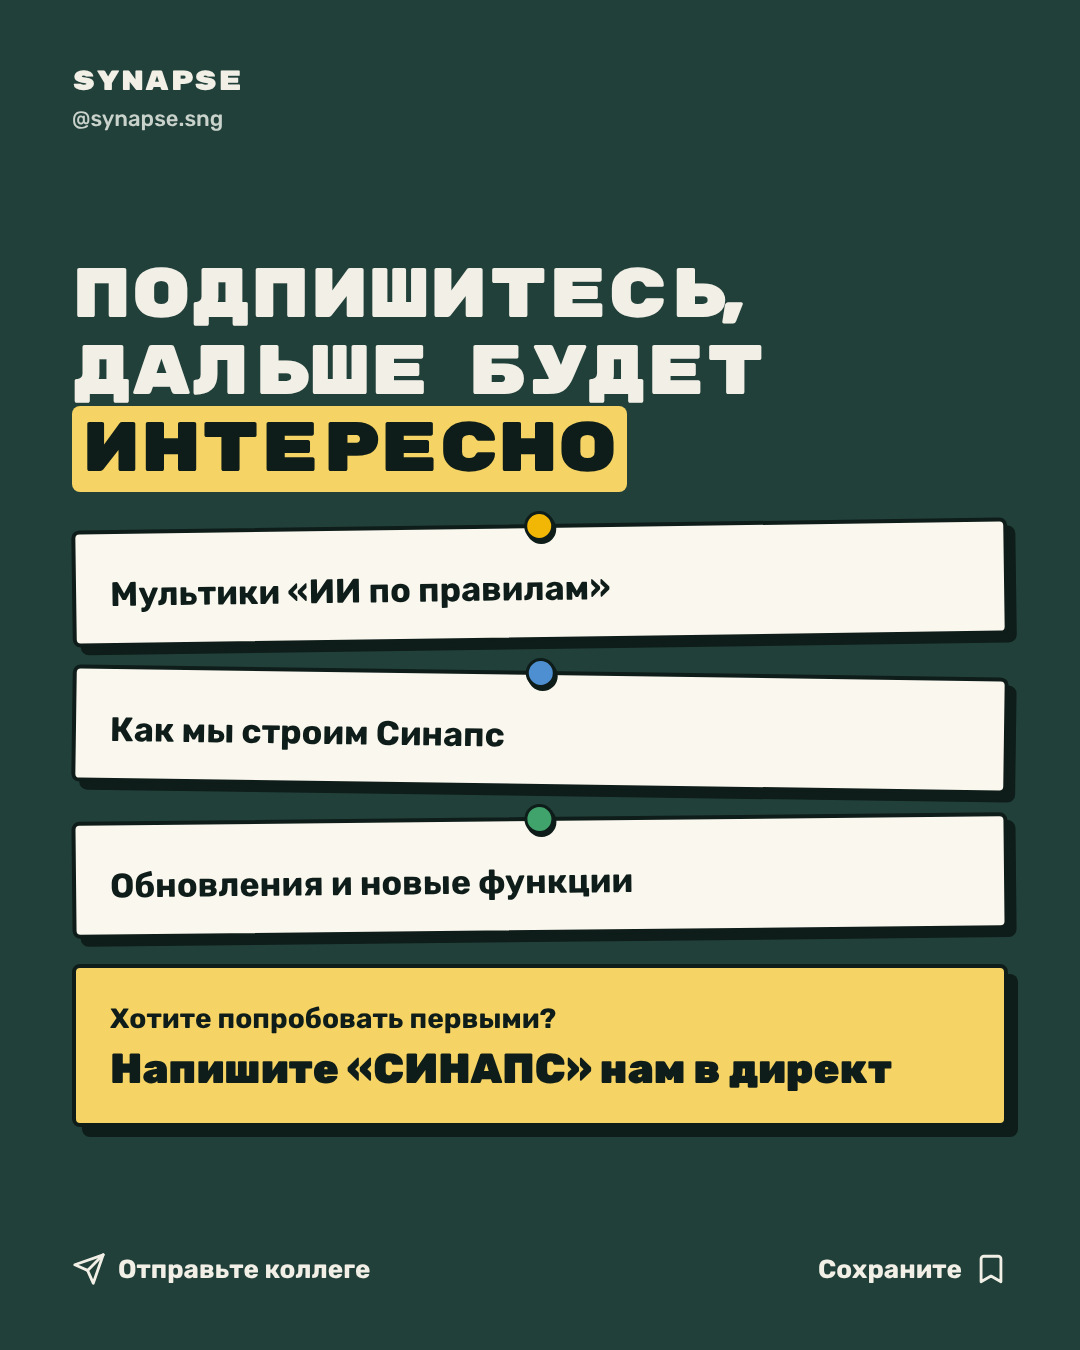 SYNAPSE
@synapse.sng
ПОДПИШИТЕСЬ,
ДАЛЬШЕ БУДЕТ
ИНТЕРЕСНО
Мультики «ИИ по правилам»
Как мы строим Синапс
Обновления и новые функции
Хотите попробовать первыми?
Напишите «СИНАПС» нам в директ
Отправьте коллеге
Сохраните